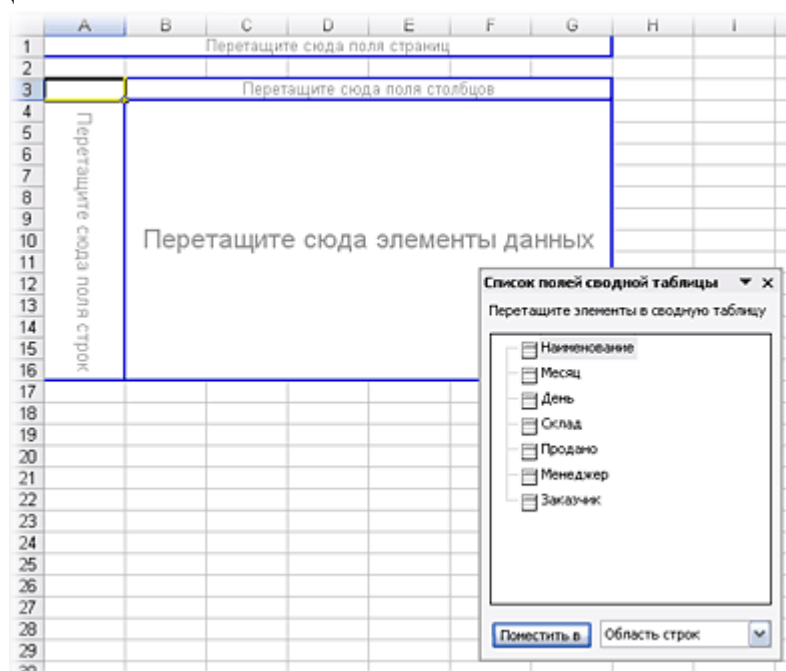 A B C D E F G H I
1 Перетащите сюда поля страниц
2
3 Перетащите сюда поля столбцов
4
5
6
7
8
9
10
11
12
13
14
15
16
17
18
19
20
21
22
23
24
25
26
27
28
29
30
Перетащите сюда поля строк
Перетащите сюда элементы данных
Список полей сводной таблицы
Перетащите элементы в сводную таблицу
Наименование
Месяц
День
Склад
Продано
Менеджер
Заказчик
Поместить в Область строк